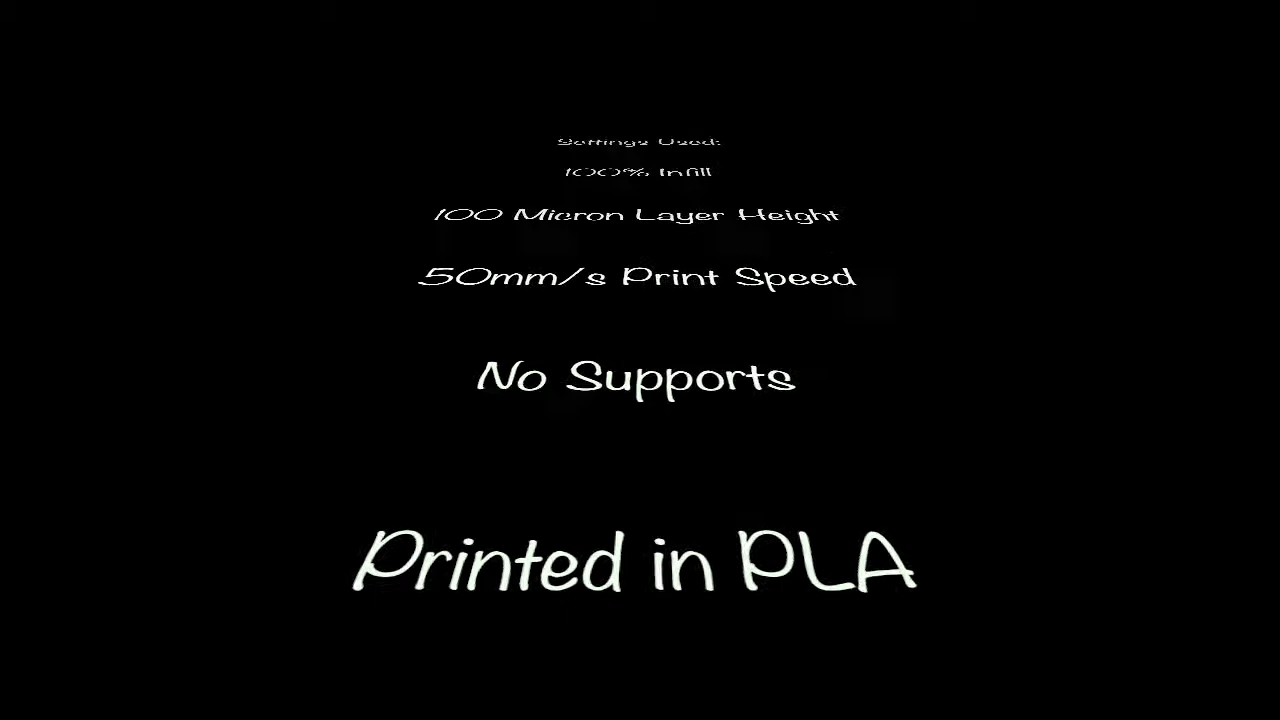 Settings Used:
100% Infill
100 Micron Layer Height
50mm/s Print Speed
No Supports
Printed in PLA